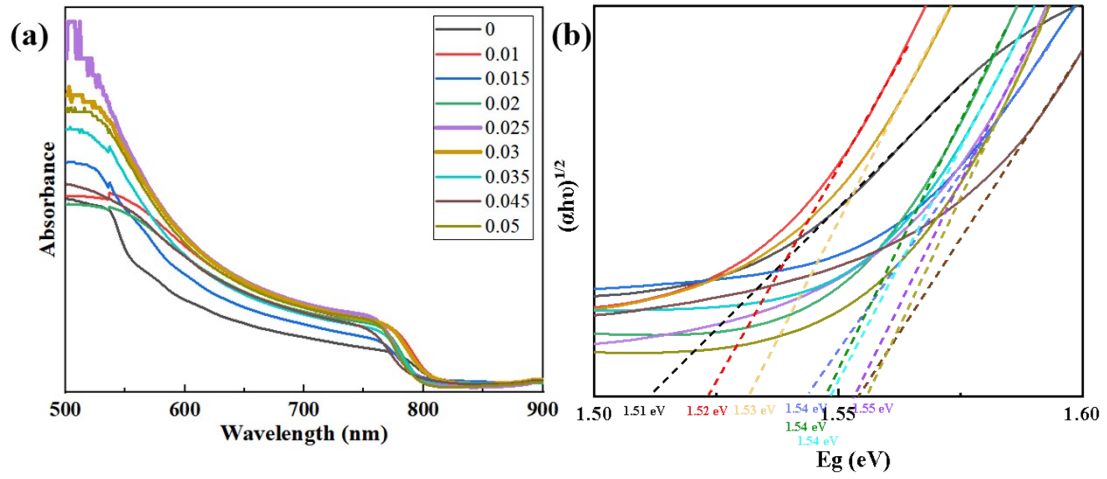 (a)
0
0.01
0.015
0.02
0.025
0.03
0.035
0.045
0.05
Absorbance
500
600
700
800
900
Wavelength (nm)
(b)
(αhυ)1/2
1.50
1.51 eV
1.52 eV
1.53 eV
1.54 eV
1.55
1.55 eV
1.60
1.54 eV
1.54 eV
Eg (eV)